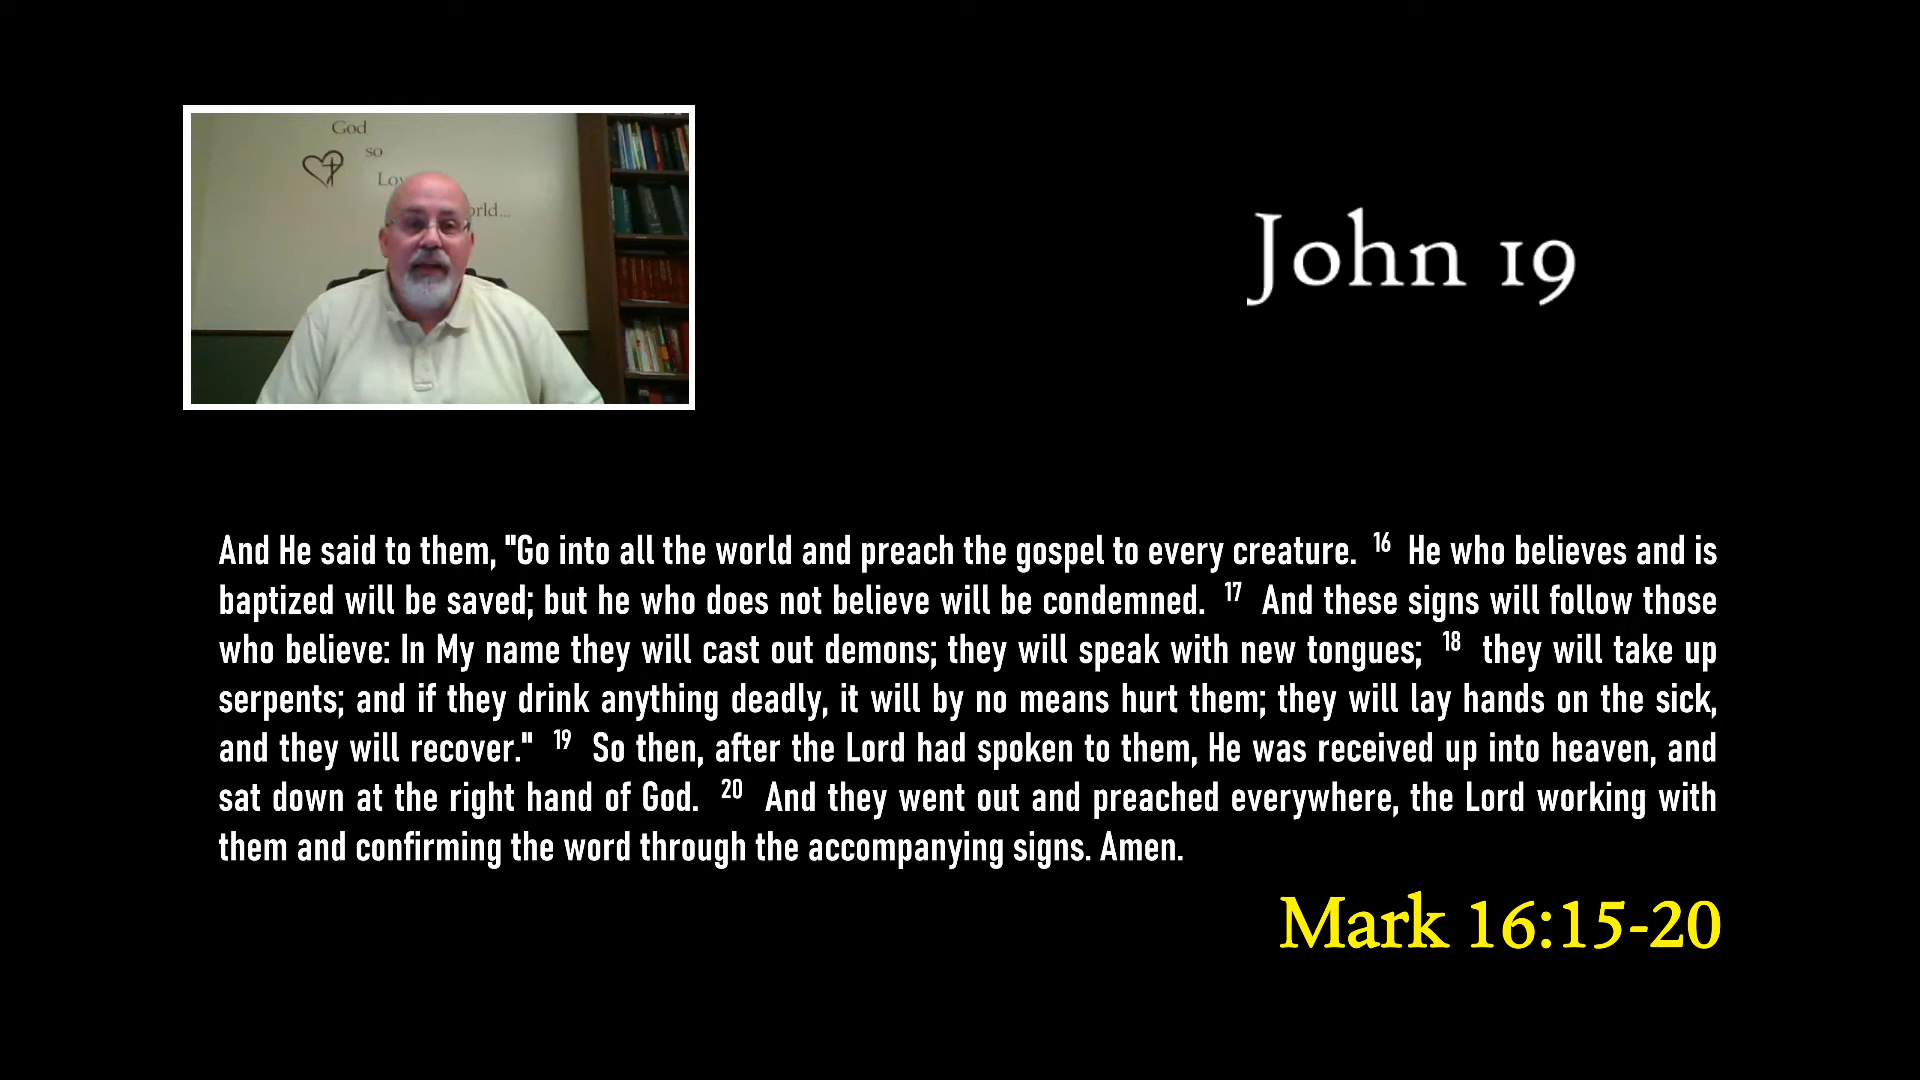 God
so
Lov
orld...
John 19
And He said to them, "Go into all the world and preach the gospel to every creature. 16 He who believes and is
baptized will be saved; but he who does not believe will be condemned. 17 And these signs will follow those
who believe: In My name they will cast out demons; they will speak with new tongues; 18 they will take up
serpents; and if they drink anything deadly, it will by no means hurt them; they will lay hands on the sick,
and they will recover." 19 So then, after the Lord had spoken to them, He was received up into heaven, and
sat down at the right hand of God. 20 And they went out and preached everywhere, the Lord working with
them and confirming the word through the accompanying signs. Amen.
Mark 16:15-20